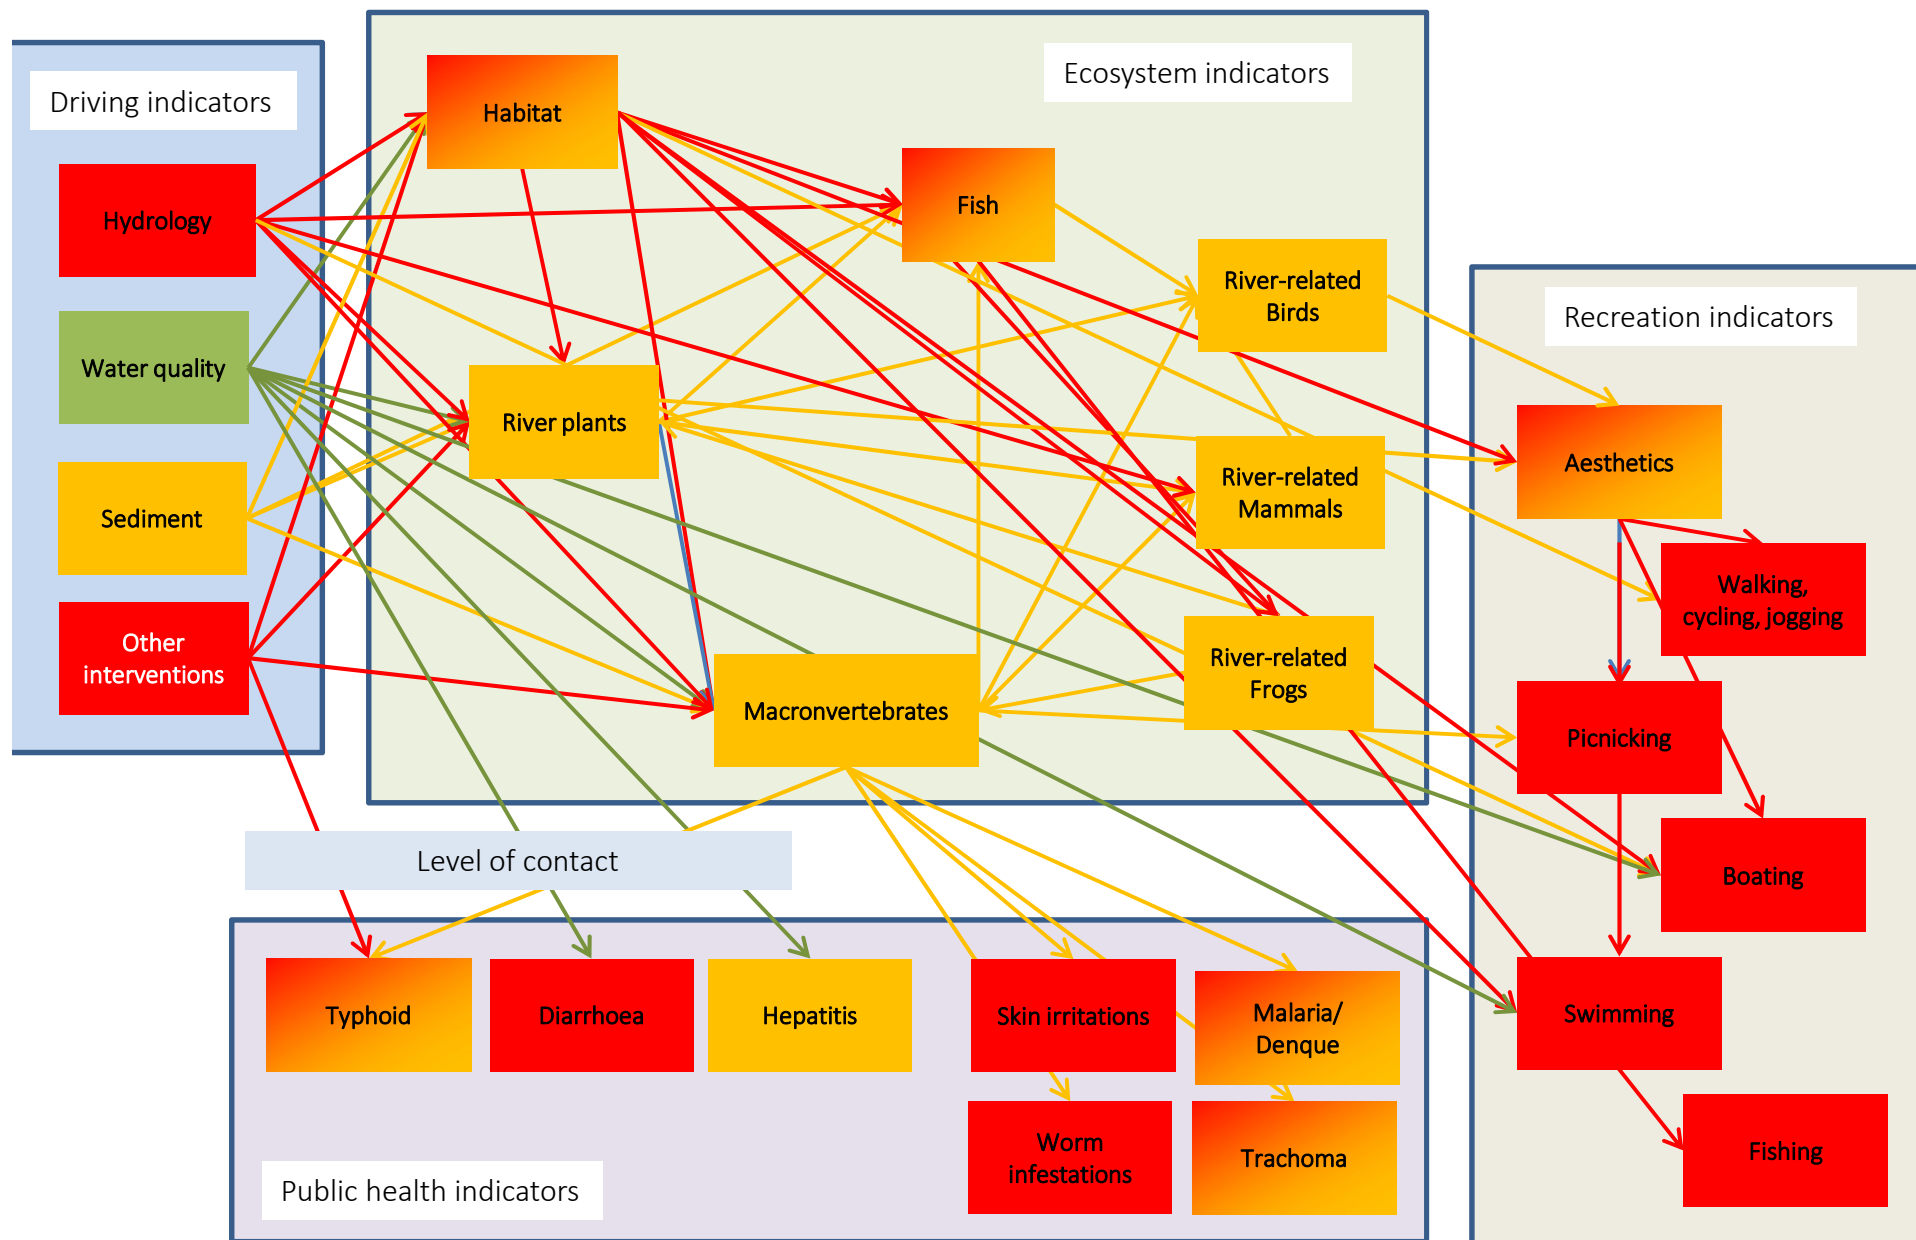 Driving indicators
Hydrology
Water quality
Sediment
Other
interventions
Ecosystem indicators
Habitat
Fish
River-related
Birds
River plants
River-related
Mammals
River-related
Frogs
Macronvertebrates
Recreation indicators
Aesthetics
Walking,
cycling, jogging
Picnicking
Boating
Swimming
Fishing
Level of contact
Typhoid
Diarrhoea
Hepatitis
Skin irritations
Malaria/
Denque
Worm
infestations
Trachoma
Public health indicators